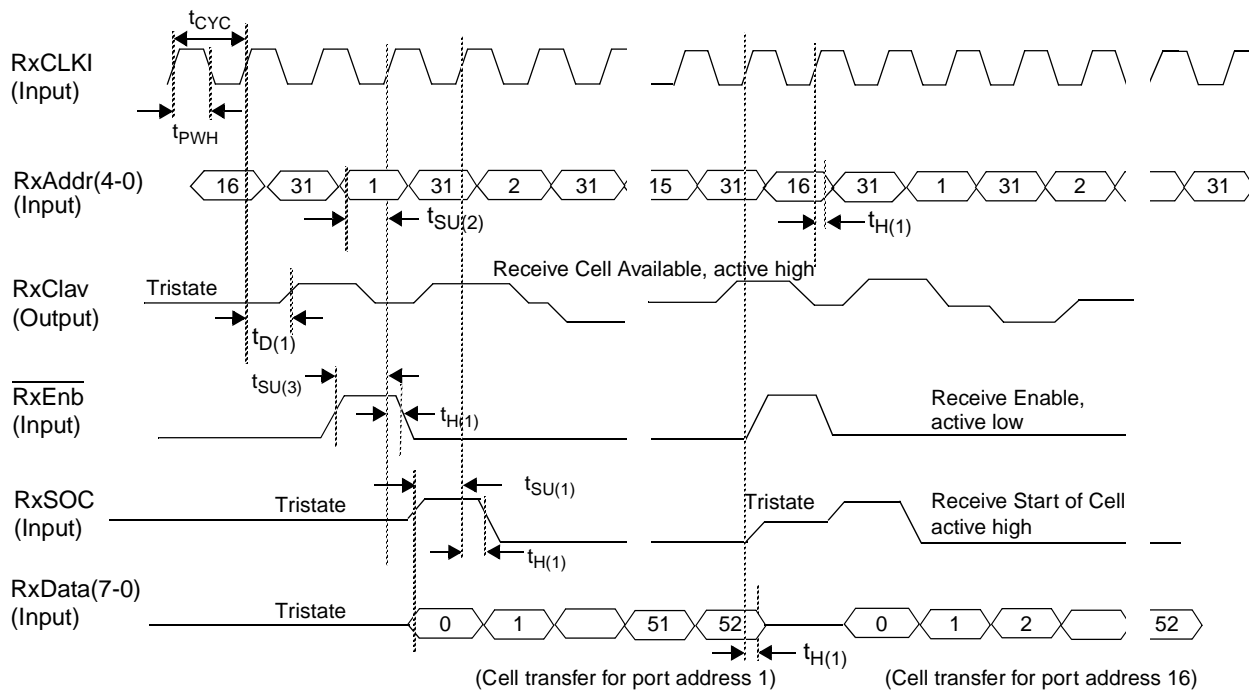 tCYC
RxCLKI
(Input)
tPWH
RxAddr(4-0)
(Input)
16 31 1 31 2 31 15 31 16 31 1 31 2 31
tSU(2)
tH(1)
Receive Cell Available, active high
RxClav
(Output)
Tristate
tD(1)
tSU(3)
RxEnb
(Input)
tH(1)
Receive Enable,
active low
RxSOC
(Input)
Tristate
tSU(1)
Tristate
Receive Start of Cell
active high
tH(1)
RxData(7-0)
(Input)
Tristate
0 1 51 52 0 1 2 52
tH(1)
(Cell transfer for port address 1)
(Cell transfer for port address 16)